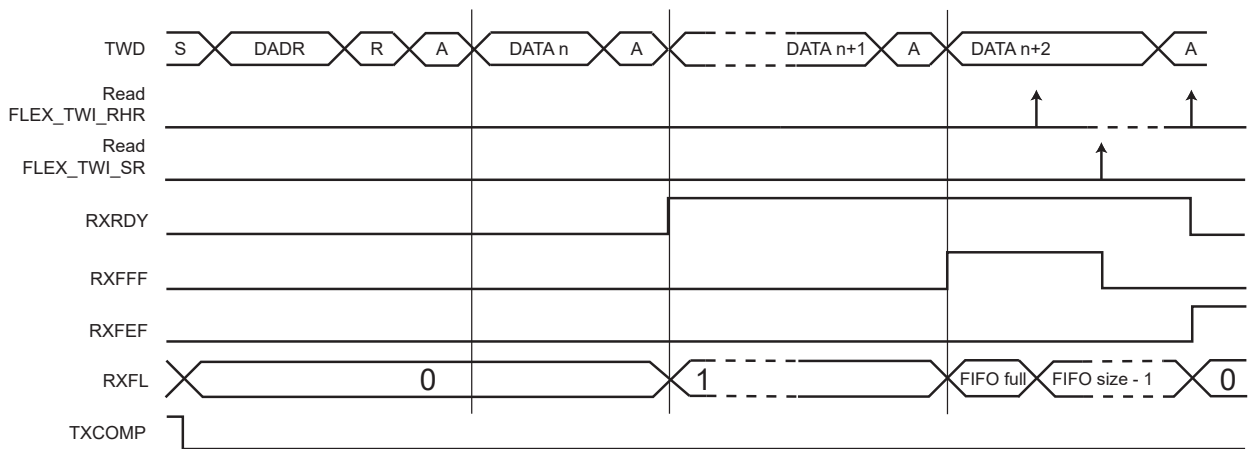 TWD S DADR R A DATA n A DATA n+1 A DATA n+2 A
Read
FLEX_TWI_RHR
Read
FLEX_TWI_SR
RXRDY
RXFFF
RXFEF
RXFL 0 1 FIFO full FIFO size - 1 0
TXCOMP